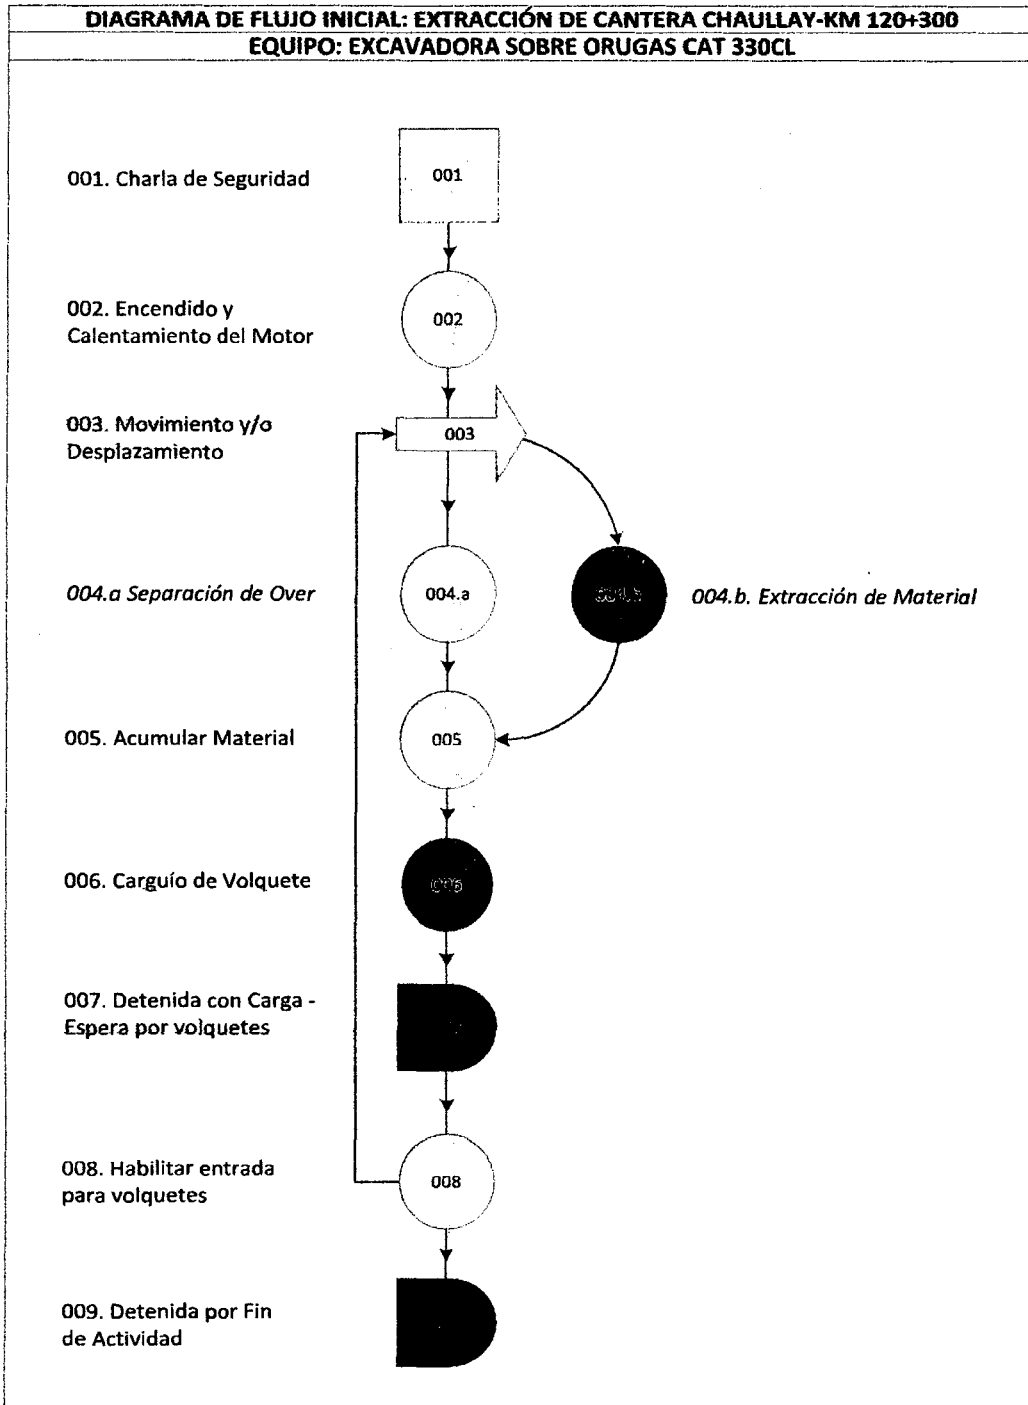 DIAGRAMA DE FLUJO INICIAL: EXTRACCIÓN DE CANTERA CHAULLAY-KM 120+300
EQUIPO: EXCAVADORA SOBRE ORUGAS CAT 330CL
001. Charla de Seguridad
001
002. Encendido y
Calentamiento del Motor
002
003. Movimiento y/o
Desplazamiento
003
004.a Separación de Over
004.a
004.b. Extracción de Material
005. Acumular Material
005
006. Carguío de Volquete
006
007. Detenida con Carga -
Espera por volquetes
008. Habilitar entrada
para volquetes
008
009. Detenida por Fin
de Actividad